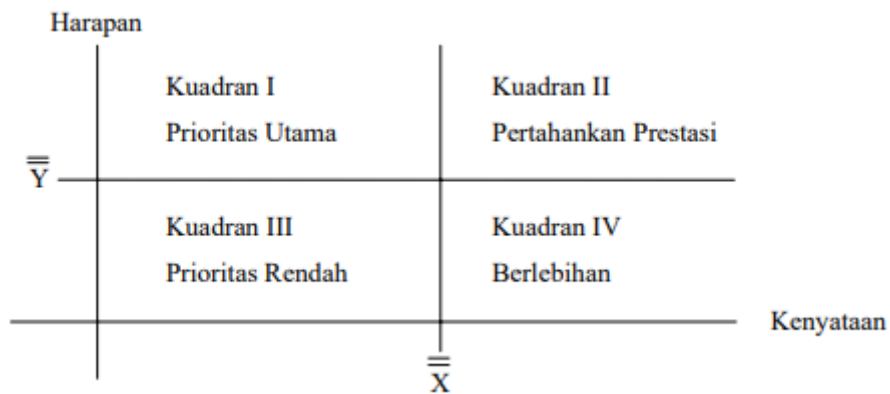 Harapan
Kuadran I
Prioritas Utama
Kuadran II
Pertahankan Prestasi
Y
Kuadran III
Prioritas Rendah
Kuadran IV
Berlebihan
Kenyataan
X